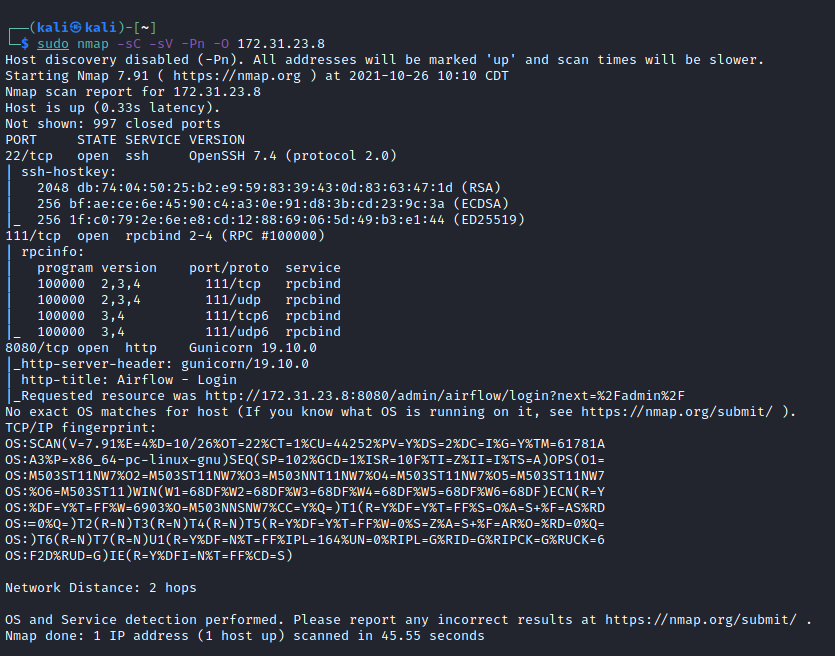 ┌──(kali㉿kali)-[~]
└─$ sudo nmap -sC -sV -Pn -O 172.31.23.8
Host discovery disabled (-Pn). All addresses will be marked 'up' and scan times will be slower.
Starting Nmap 7.91 ( https://nmap.org ) at 2021-10-26 10:10 CDT
Nmap scan report for 172.31.23.8
Host is up (0.33s latency).
Not shown: 997 closed ports
PORT     STATE SERVICE VERSION
22/tcp   open  ssh     OpenSSH 7.4 (protocol 2.0)
| ssh-hostkey:
|   2048 db:74:04:50:25:b2:e9:59:83:39:43:0d:83:63:47:1d (RSA)
|   256 bf:ae:ce:6e:45:90:c4:a3:0e:91:d8:3b:cd:23:9c:3a (ECDSA)
|_  256 1f:c0:79:2e:6e:e8:cd:12:88:69:06:5d:49:b3:e1:44 (ED25519)
111/tcp  open  rpcbind 2-4 (RPC #100000)
| rpcinfo:
|   program version    port/proto  service
|   100000  2,3,4        111/tcp   rpcbind
|   100000  2,3,4        111/udp   rpcbind
|   100000  3,4          111/tcp6  rpcbind
|_  100000  3,4          111/udp6  rpcbind
8080/tcp open  http    Gunicorn 19.10.0
|_http-server-header: gunicorn/19.10.0
| http-title: Airflow - Login
|_Requested resource was http://172.31.23.8:8080/admin/airflow/login?next=%2Fadmin%2F
No exact OS matches for host (If you know what OS is running on it, see https://nmap.org/submit/ ).
TCP/IP fingerprint:
OS:SCAN(V=7.91%E=4%D=10/26%OT=22%CT=1%CU=44252%PV=Y%DS=2%DC=I%G=Y%TM=61781A
OS:A3%P=x86_64-pc-linux-gnu)SEQ(SP=102%GCD=1%ISR=10F%TI=Z%II=I%TS=A)OPS(O1=
OS:M503ST11NW7%O2=M503ST11NW7%O3=M503NNT11NW7%O4=M503ST11NW7%O5=M503ST11NW7
OS:%O6=M503ST11)WIN(W1=68DF%W2=68DF%W3=68DF%W4=68DF%W5=68DF%W6=68DF)ECN(R=Y
OS:%DF=Y%T=FF%W=6903%O=M503NNSNW7%CC=Y%Q=)T1(R=Y%DF=Y%T=FF%S=O%A=S+%F=AS%RD
OS:=0%Q=)T2(R=N)T3(R=N)T4(R=N)T5(R=Y%DF=Y%T=FF%W=0%S=Z%A=S+%F=AR%O=%RD=0%Q=
OS:)T6(R=N)T7(R=N)U1(R=Y%DF=N%T=FF%IPL=164%UN=0%RIPL=G%RID=G%RIPCK=G%RUCK=6
OS:F2D%RUD=G)IE(R=Y%DFI=N%T=FF%CD=S)
Network Distance: 2 hops
OS and Service detection performed. Please report any incorrect results at https://nmap.org/submit/ .
Nmap done: 1 IP address (1 host up) scanned in 45.55 seconds